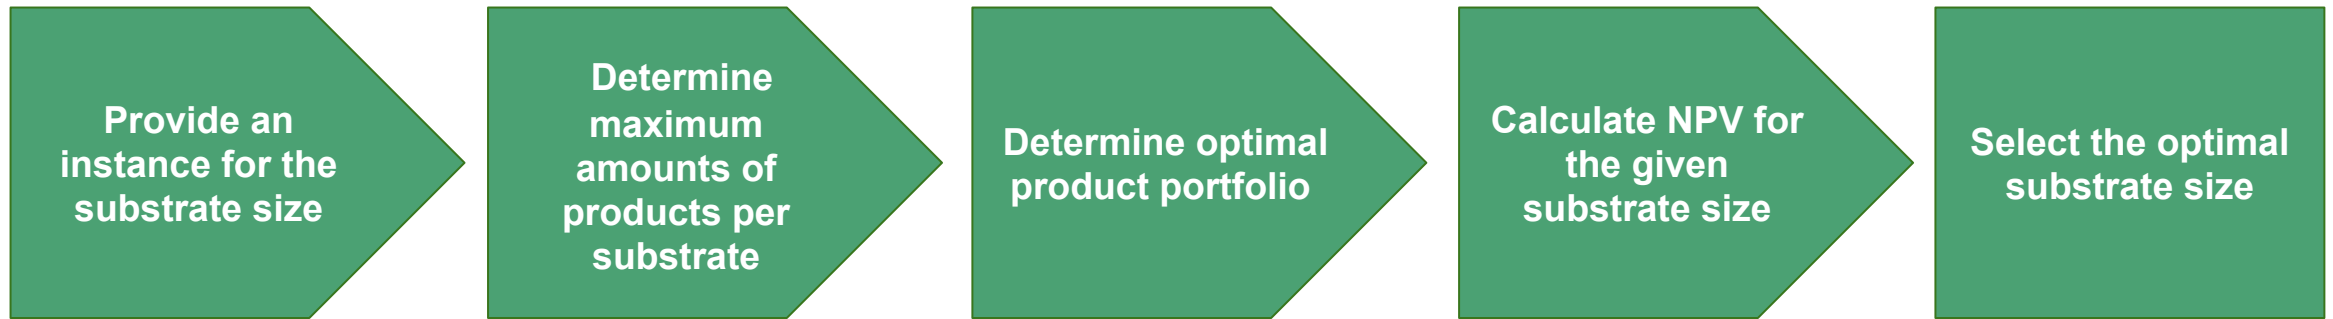 Provide an
instance for the
substrate size
Determine
maximum
amounts of
products per
substrate
Determine optimal
product portfolio
Calculate NPV for
the given
substrate size
Select the optimal
substrate size